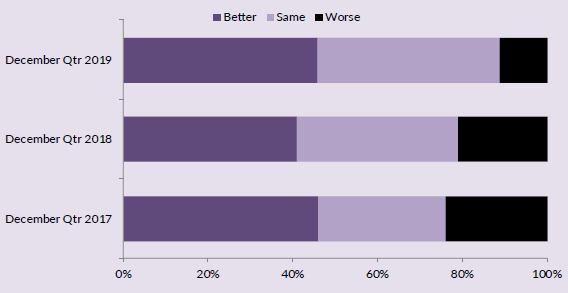 Better Same Worse
December Qtr 2019
December Qtr 2018
December Qtr 2017
0% 20% 40% 60% 80% 100%